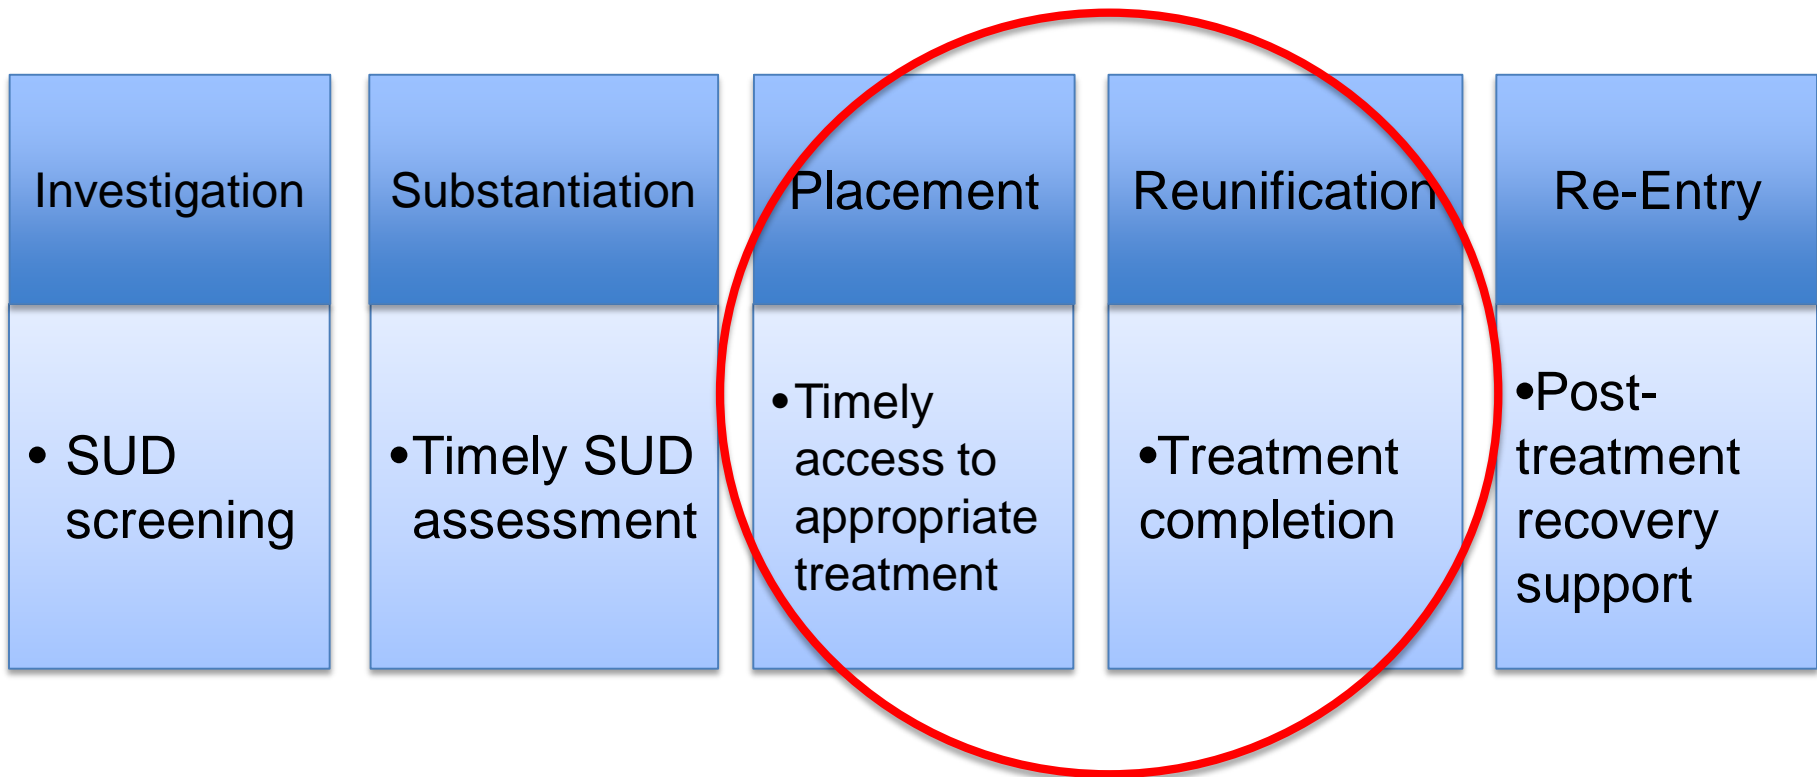 Investigation
• SUD
screening
Substantiation
•Timely SUD
assessment
Placement
•Timely
access to
appropriate
treatment
Reunification
•Treatment
completion
Re-Entry
•Post-
treatment
recovery
support